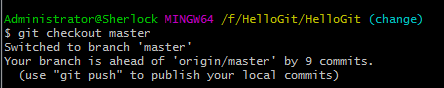 Administrator@Sherlock MINGW64 /f/HelloGit/HelloGit (change)
$ git checkout master
Switched to branch 'master'
Your branch is ahead of 'origin/master' by 9 commits.
  (use "git push" to publish your local commits)